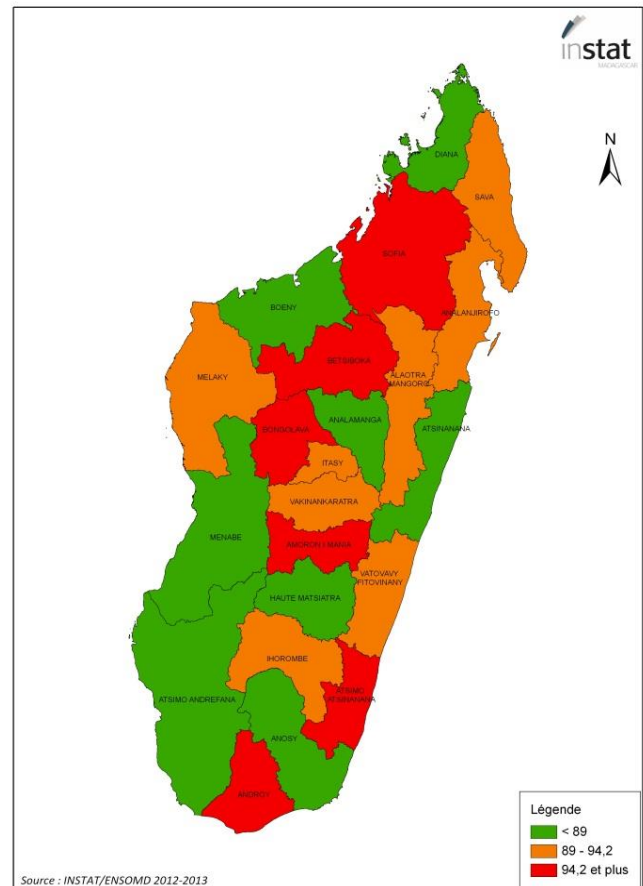 instat
MADAGASCAR
N
DIANA
SAVA
SOFIA
ANALANJIROFO
BOENY
BETSIBOKA
MELAKY
ALAOTRA
MANGORO
BONGOLAVA
ANALAMANGA
ATSINANANA
ITASY
VAKINANKARATRA
MENABE
AMORON I MANIA
VATOVAVY
FITOVINANY
HAUTE MATSIATRA
IHOROMBE
ATSIMO ANDREFANA
ATSIMO
ATSINANANA
ANOSY
ANDROY
Légende
< 89
89 - 94,2
94,2 et plus
Source : INSTAT/ENSOMD 2012-2013